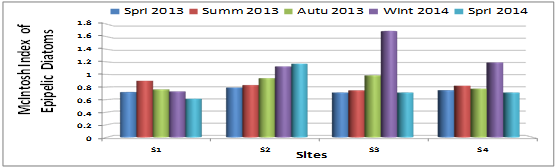 Spri 2013 Summ 2013 Autu 2013 Wint 2014 Spri 2014
McIntosh Index of
Epipelic Diatoms
1.8
1.6
1.4
1.2
1
0.8
0.6
0.4
0.2
0
S1 S2 S3 S4
Sites